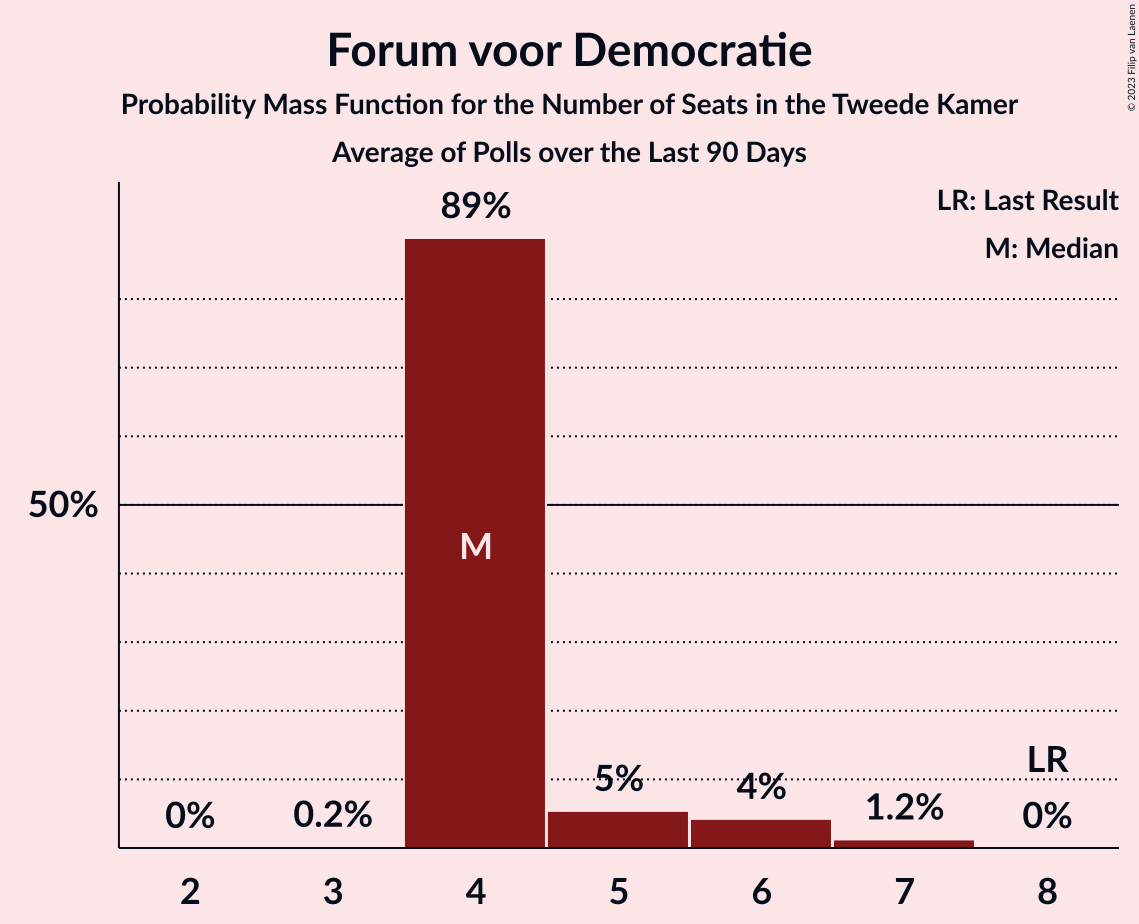 Forum voor Democratie
Probability Mass Function for the Number of Seats in the Tweede Kamer
Average of Polls over the Last 90 Days
© 2023 Filip van Laenen
LR: Last Result
M: Median
89%
50%
M
LR
5%
4%
1.2%
0%
0.2%
0%
2
3
4
5
6
7
8